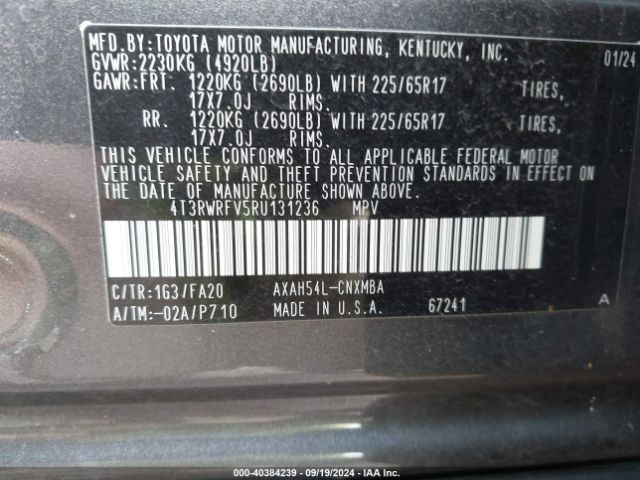 MFD.BY:TOYOTA MOTOR MANUFACTURING, KENTUCKY, INC. 01/24
GVWR:2230KG (4920LB)
GAWR:FRT. 1220KG (2690LB) WITH 225/65R17 TIRES,
17X7.0J RIMS.
RR. 1220KG (2690LB) WITH 225/65R17 TIRES,
17X7.0J RIMS.
THIS VEHICLE CONFORMS TO ALL APPLICABLE FEDERAL MOTOR
VEHICLE SAFETY AND THEFT PREVENTION STANDARDS IN EFFECT ON
THE DATE OF MANUFACTURE SHOWN ABOVE.
4T3RWRFV5RU131236 MPV
C/TR:1G3/FA20 AXAH54L-CNXMBA
A/TM:-02A/P710 MADE IN U.S.A. 67241 A
000-40384239 - 09/19/2024 - IAA Inc.